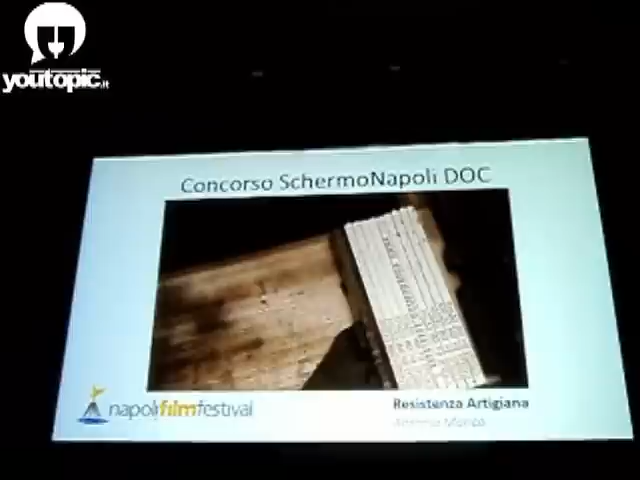 youtopic.it
Concorso SchermoNapoli DOC
napolifilmfestival
Resistenza Artigiana